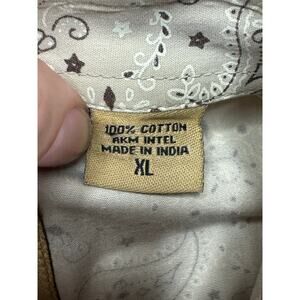 100% COTTON
AKM INTEL
MADE IN INDIA
XL